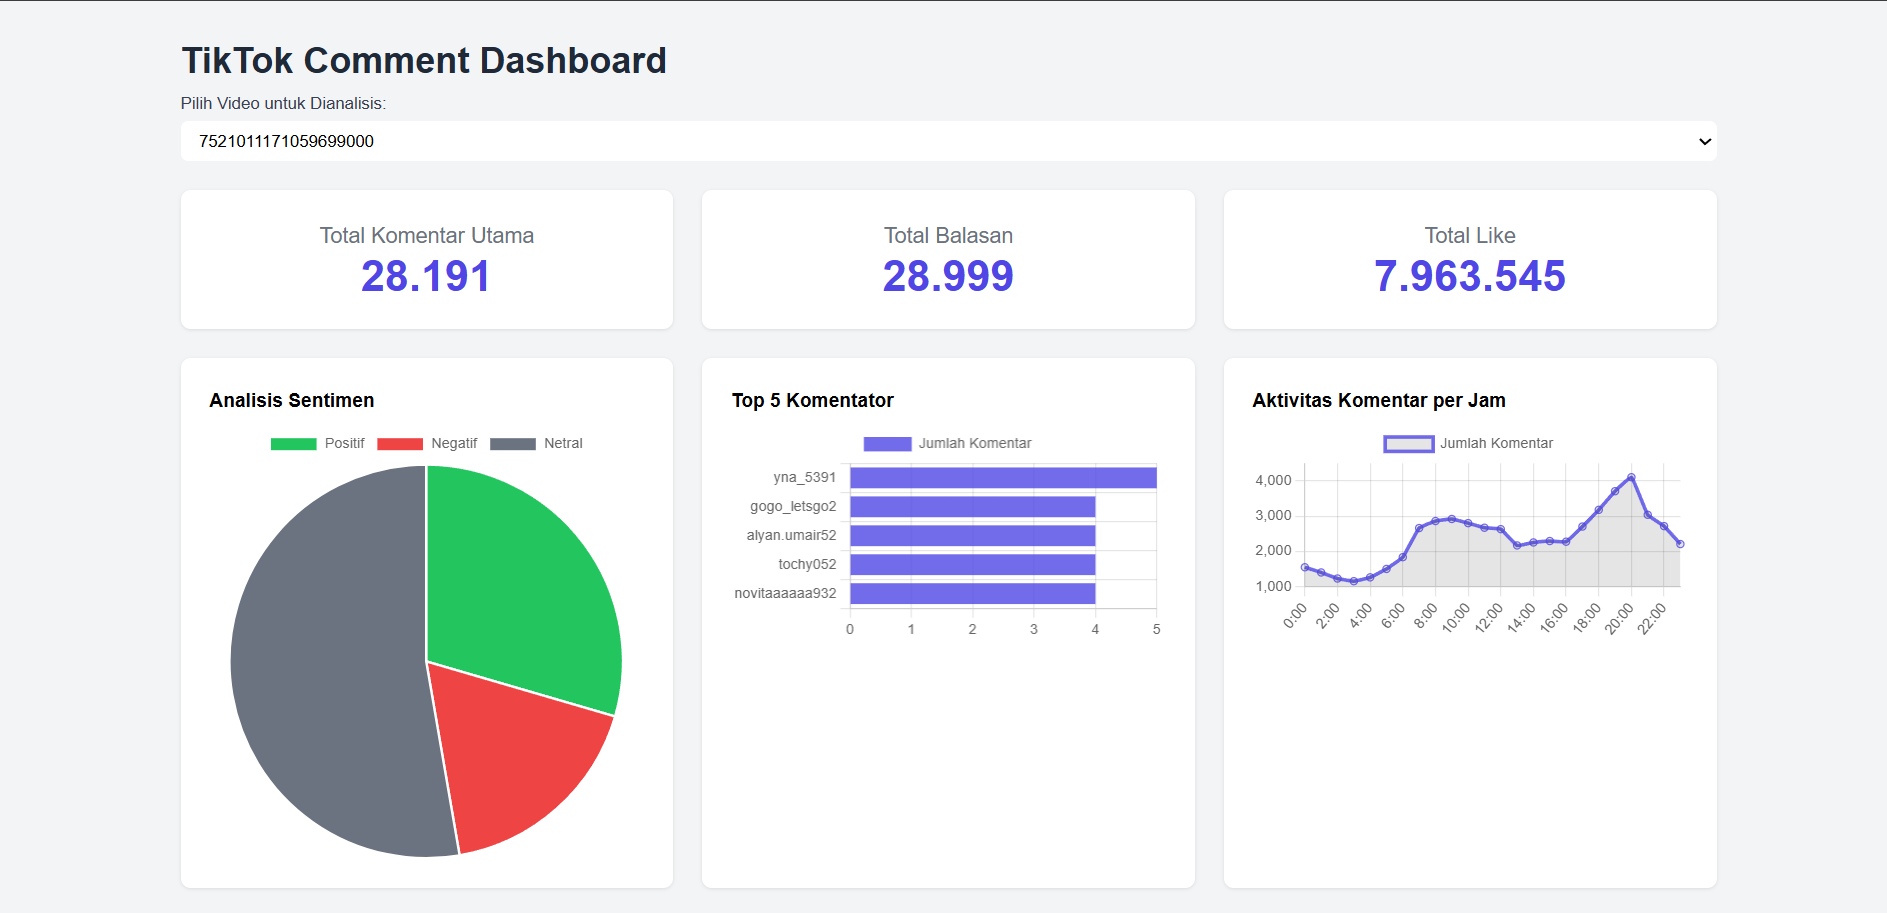 TikTok Comment Dashboard
Pilih Video untuk Dianalisis:
7521011171059699000
Total Komentar Utama
28.191
Total Balasan
28.999
Total Like
7.963.545
Analisis Sentimen
Positif Negatif Netral
Top 5 Komentator
Jumlah Komentar
yna_5391
gogo_letsgo2
alyan.umair52
tochy052
novitaaaaaa932
0 1 2 3 4 5
Aktivitas Komentar per Jam
Jumlah Komentar
4,000
3,000
2,000
1,000
0:00 2:00 4:00 6:00 8:00 10:00 12:00 14:00 16:00 18:00 20:00 22:00